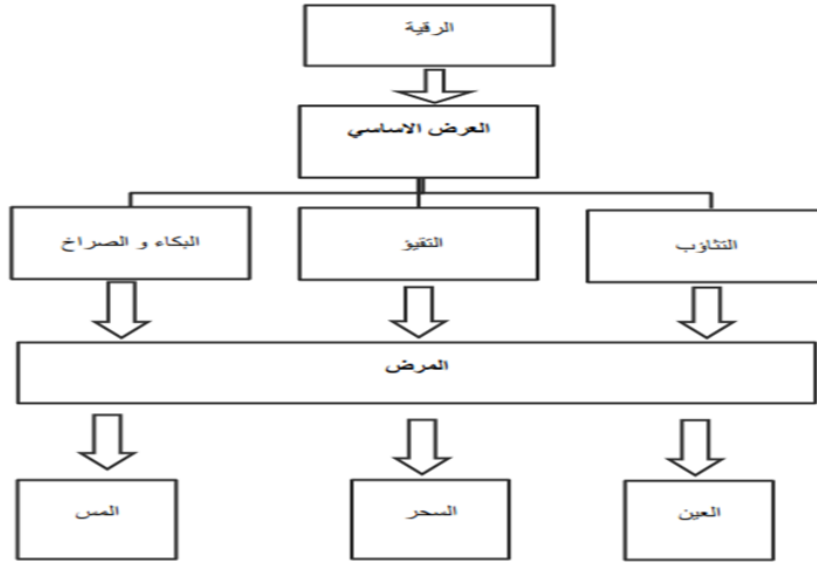 الرقية
العرض الاساسي
التثاؤب
التقيؤ
البكاء و الصراخ
المرض
العين
السحر
المس